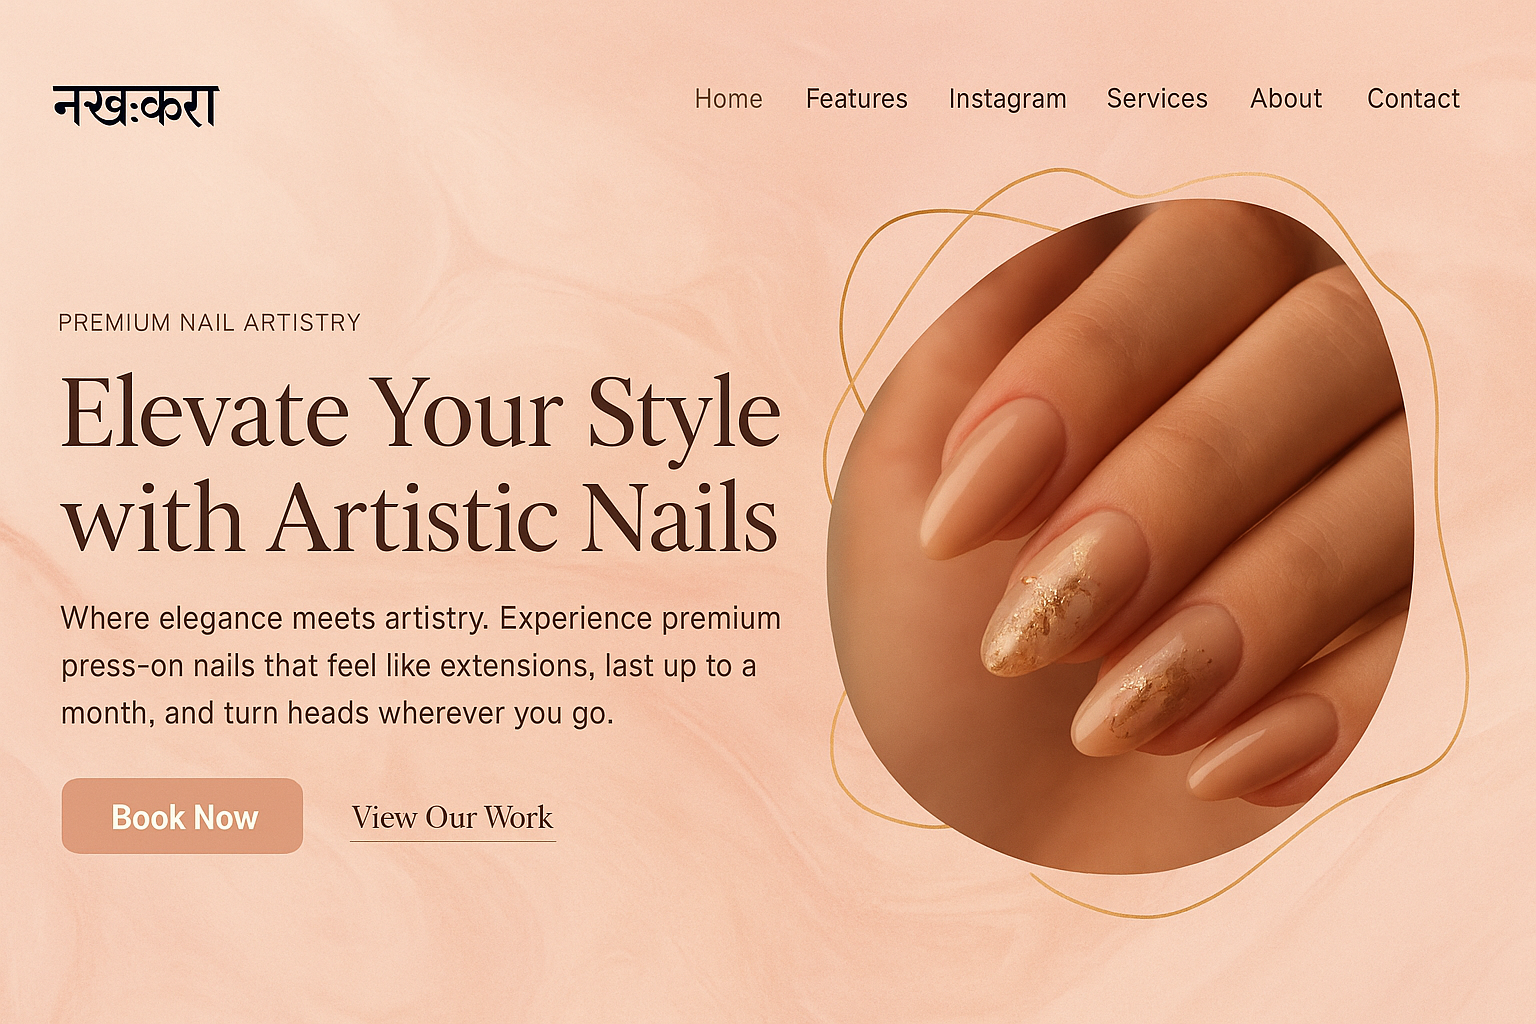 नखःकरा
Home Features Instagram Services About Contact
PREMIUM NAIL ARTISTRY
Elevate Your Style
with Artistic Nails
Where elegance meets artistry. Experience premium
press-on nails that feel like extensions, last up to a
month, and turn heads wherever you go.
Book Now View Our Work